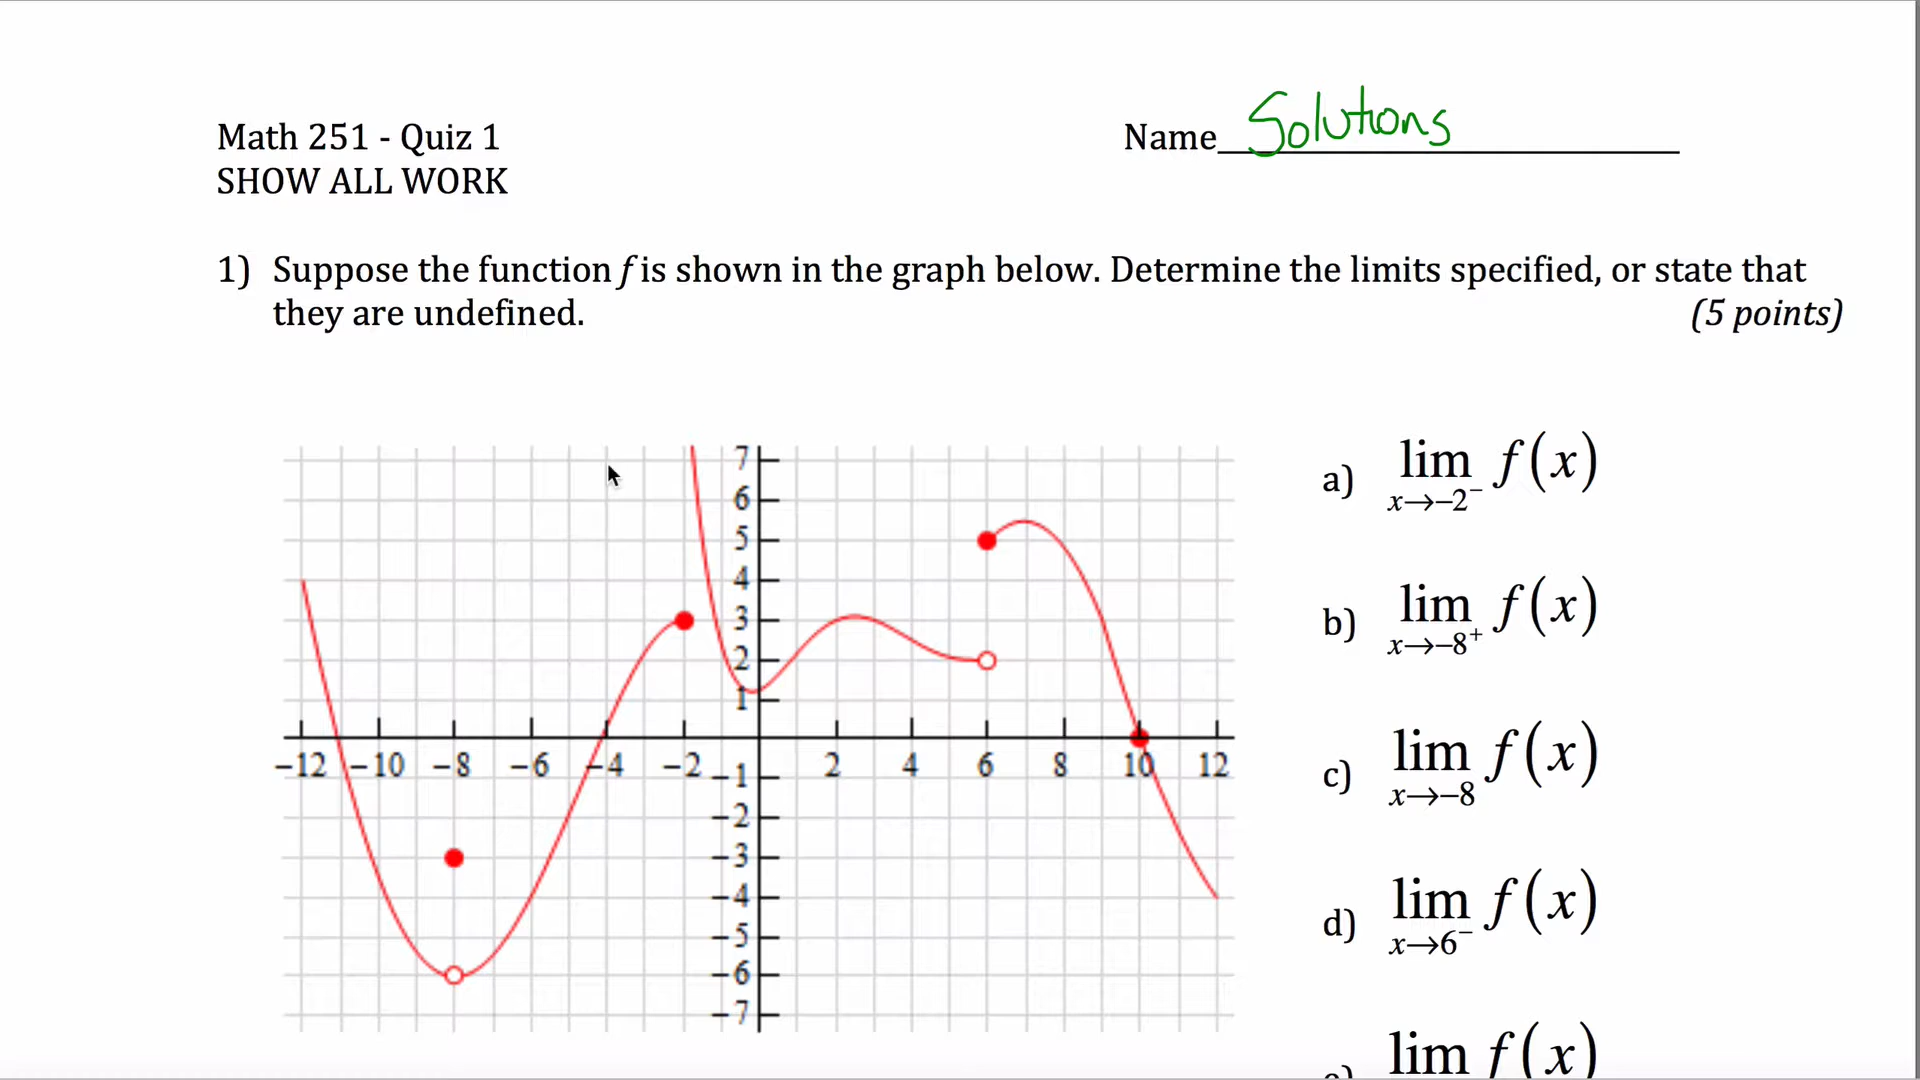 Math 251 - Quiz 1
Name Solutions
SHOW ALL WORK
1) Suppose the function f is shown in the graph below. Determine the limits specified, or state that
they are undefined.
(5 points)
7
6
5
4
3
2
1
−12 −10 −8 −6 −4 −2 2 4 6 8 10 12
−1
−2
−3
−4
−5
−6
−7
a) lim f(x)
x→−2⁻
b) lim f(x)
x→−8⁺
c) lim f(x)
x→−8
d) lim f(x)
x→6⁻
lim f(x)